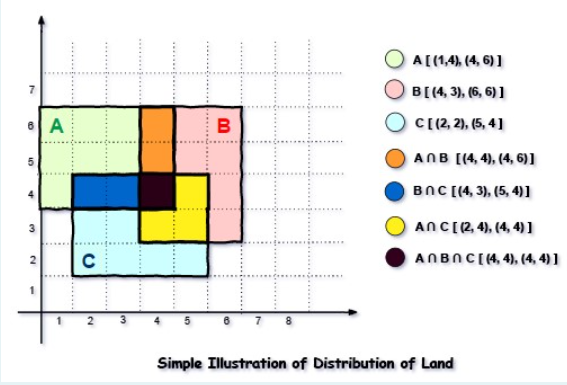 7
6
5
4
3
2
1
A
B
C
1 2 3 4 5 6 7 8
A [ (1,4), (4, 6) ]
B [ (4, 3), (6, 6) ]
C [ (2, 2), (5, 4 ]
A ∩ B [ (4, 4), (4, 6) ]
B ∩ C [ (4, 3), (5, 4) ]
A ∩ C [ (2, 4), (4, 4) ]
A ∩ B ∩ C [ (4, 4), (4, 4) ]
Simple Illustration of Distribution of Land